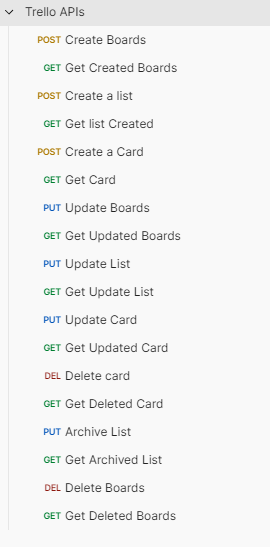 Trello APIs
POST Create Boards
GET Get Created Boards
POST Create a list
GET Get list Created
POST Create a Card
GET Get Card
PUT Update Boards
GET Get Updated Boards
PUT Update List
GET Get Update List
PUT Update Card
GET Get Updated Card
DEL Delete card
GET Get Deleted Card
PUT Archive List
GET Get Archived List
DEL Delete Boards
GET Get Deleted Boards